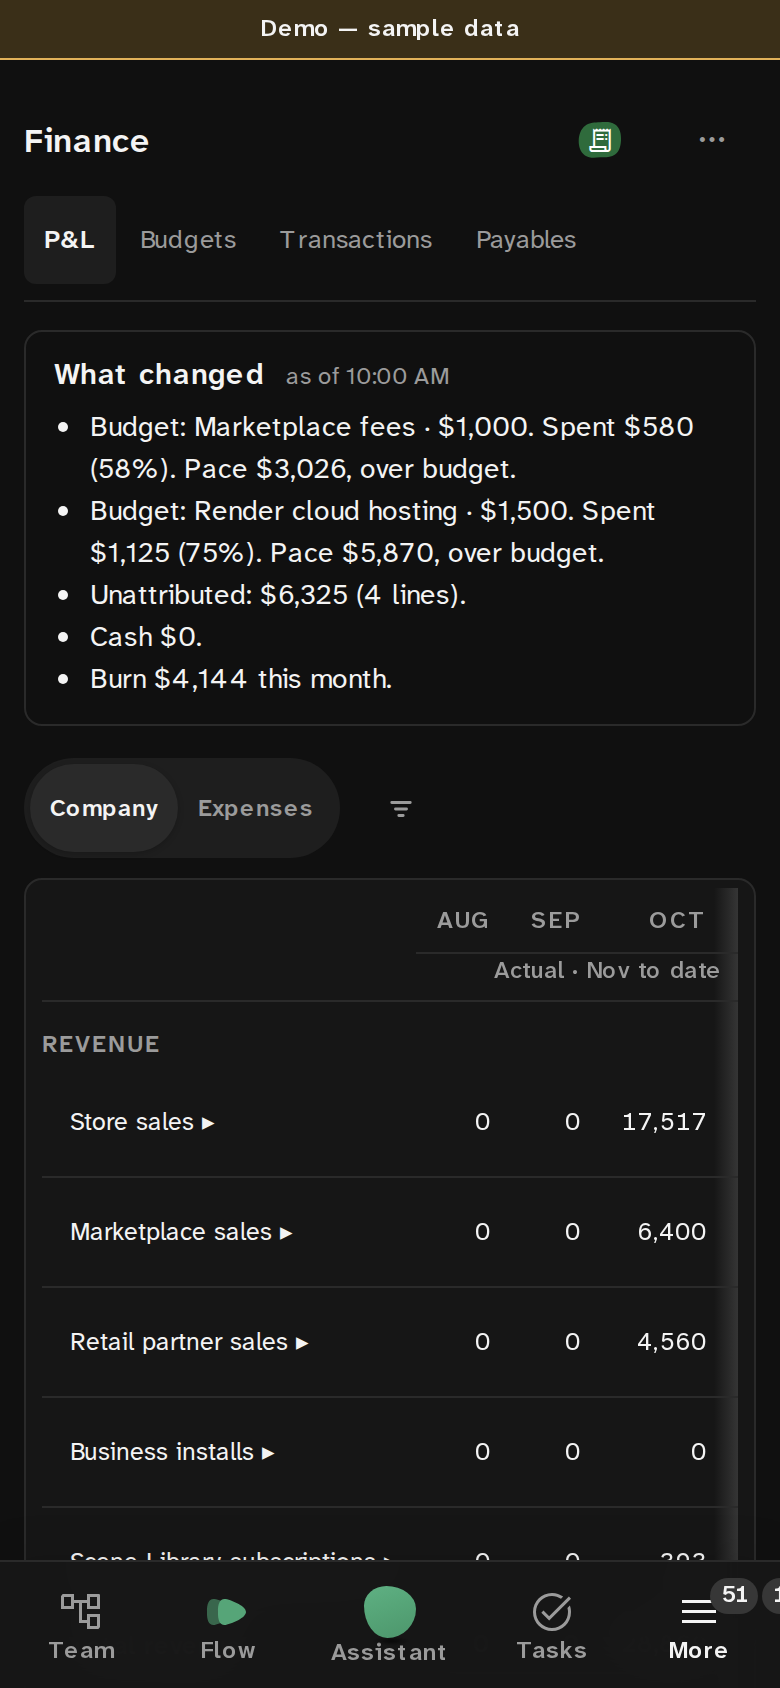 Demo — sample data
Finance
P&L Budgets Transactions Payables
What changed as of 10:00 AM
• Budget: Marketplace fees · $1,000. Spent $580
(58%). Pace $3,026, over budget.
• Budget: Render cloud hosting · $1,500. Spent
$1,125 (75%). Pace $5,870, over budget.
• Unattributed: $6,325 (4 lines).
• Cash $0.
• Burn $4,144 this month.
Company Expenses
AUG SEP OCT
Actual · Nov to date
REVENUE
Store sales ▸ 0 0 17,517
Marketplace sales ▸ 0 0 6,400
Retail partner sales ▸ 0 0 4,560
Business installs ▸ 0 0 0
51
Team Flow Assistant Tasks More